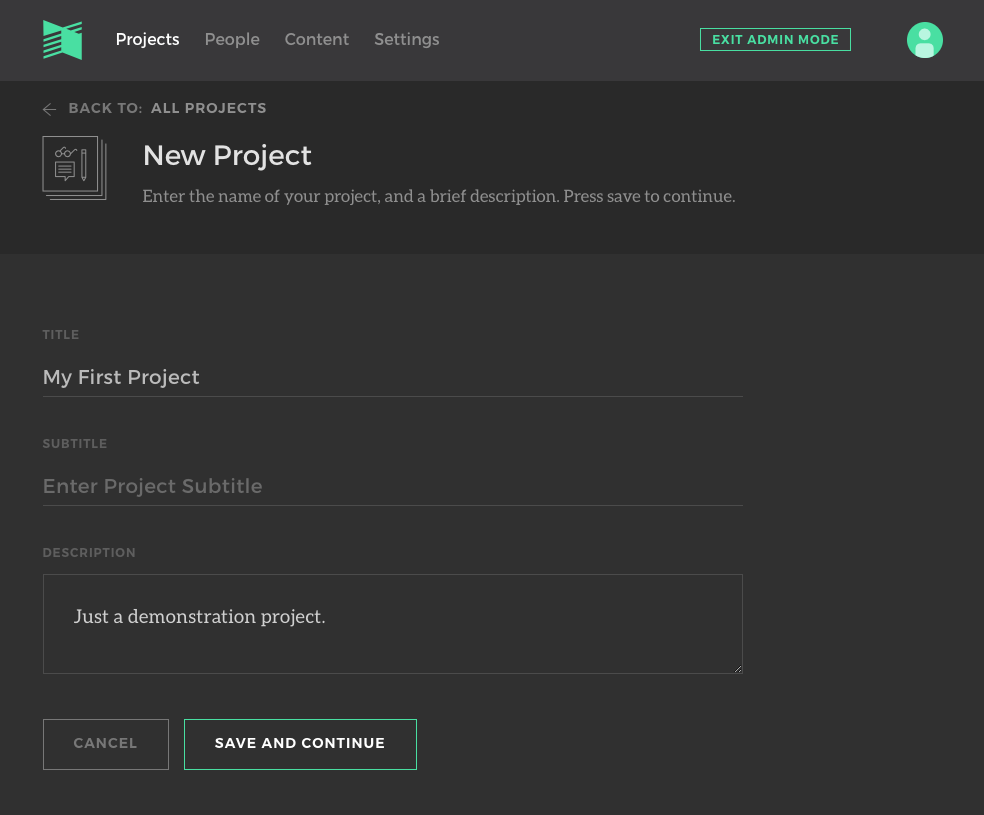 Projects People Content Settings EXIT ADMIN MODE
BACK TO: ALL PROJECTS
New Project
Enter the name of your project, and a brief description. Press save to continue.
TITLE
My First Project
SUBTITLE
Enter Project Subtitle
DESCRIPTION
Just a demonstration project.
CANCEL SAVE AND CONTINUE